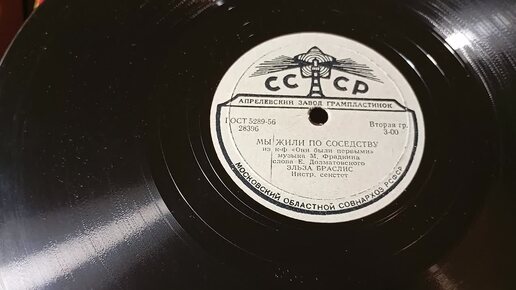 СССР
АПРЕЛЕВСКИЙ ЗАВОД ГРАМПЛАСТИНОК
ГОСТ 5289-56
28396
Вторая гр.
3-00
МЫ ЖИЛИ ПО СОСЕДСТВУ
из к-ф «Они были первыми»
музыка М. Фрадкина
слова Е. Долматовского
ЭЛЬЗА БРАСЛИС
Инстр. секстет
МОСКОВСКИЙ ОБЛАСТНОЙ СОВНАРХОЗ РСФСР